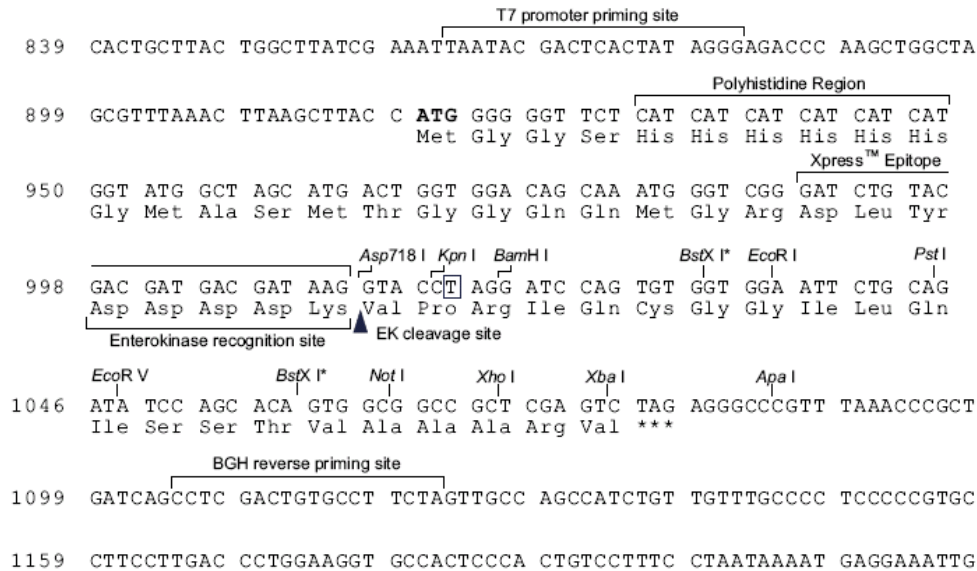 T7 promoter priming site
839 CACTGCTTAC TGGCTTATCG AAATTAATAC GACTCACTAT AGGGAGACCC AAGCTGGCTA
Polyhistidine Region
899 GCGTTTAAAC TTAAGCTTAC C ATG GGG GGT TCT CAT CAT CAT CAT CAT CAT
Met Gly Gly Ser His His His His His His
Xpress™ Epitope
950 GGT ATG GCT AGC ATG ACT GGT GGA CAG CAA ATG GGT CGG GAT CTG TAC
Gly Met Ala Ser Met Thr Gly Gly Gln Gln Met Gly Arg Asp Leu Tyr
Asp718 I Kpn I BamH I BstX I* EcoR I Pst I
998 GAC GAT GAC GAT AAG GTA CCT AGG ATC CAG TGT GGT GGA ATT CTG CAG
Asp Asp Asp Asp Lys Val Pro Arg Ile Gln Cys Gly Gly Ile Leu Gln
Enterokinase recognition site EK cleavage site
EcoR V BstX I* Not I Xho I Xba I Apa I
1046 ATA TCC AGC ACA GTG GCG GCC GCT CGA GTC TAG AGGGCCCGTT TAAACCCGCT
Ile Ser Ser Thr Val Ala Ala Ala Arg Val ***
BGH reverse priming site
1099 GATCAGCCTC GACTGTGCCT TCTAGTTGCC AGCCATCTGT TGTTTGCCCC TCCCCCGTGC
1159 CTTCCTTGAC CCTGGAAGGT GCCACTCCCA CTGTCCTTTC CTAATAAAAT GAGGAAATTG